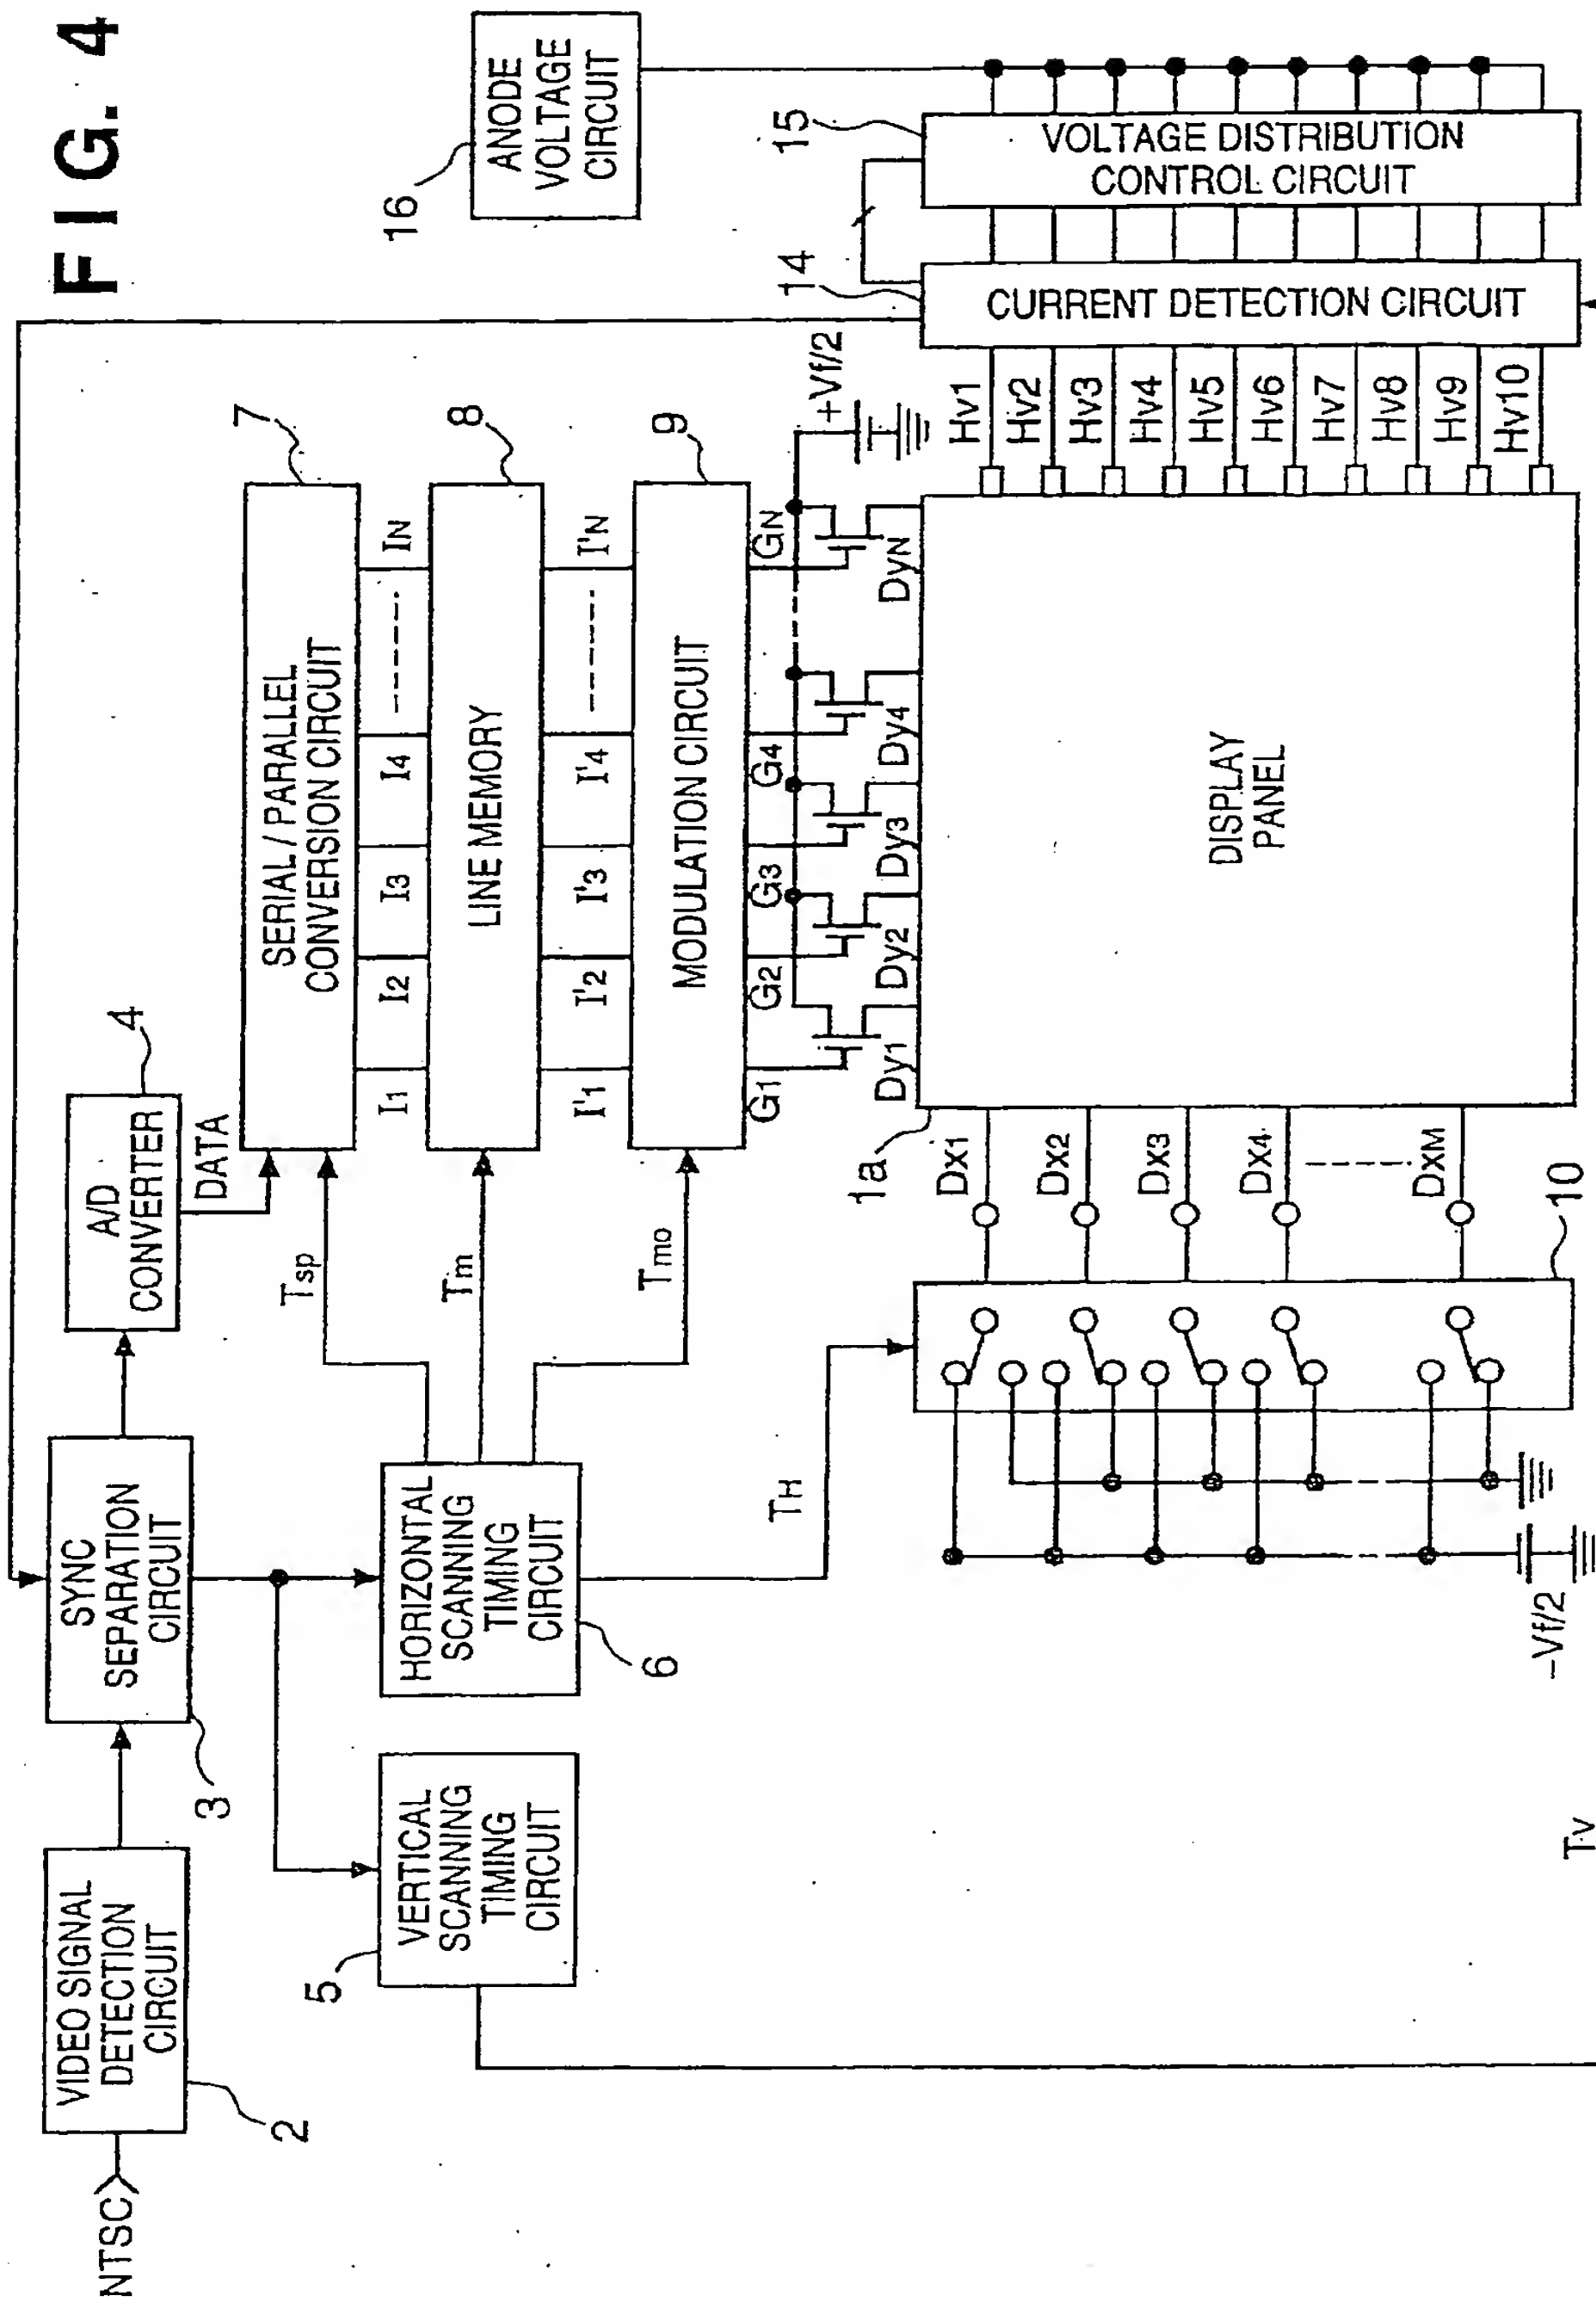 FIG. 4
NTSC
VIDEO SIGNAL
DETECTION
CIRCUIT
2
SYNC
SEPARATION
CIRCUIT
3
A/D
CONVERTER
4
DATA
VERTICAL
SCANNING
TIMING
CIRCUIT
5
HORIZONTAL
SCANNING
TIMING
CIRCUIT
6
Tsp
Tm
Tmo
TH
SERIAL / PARALLEL
CONVERSION CIRCUIT
7
I1 I2 I3 I4 IN
LINE MEMORY
8
I'1 I'2 I'3 I'4 I'N
MODULATION CIRCUIT
9
G1 G2 G3 G4 GN
+Vf/2
Dy1 Dy2 Dy3 Dy4 DyN
ANODE
VOLTAGE
CIRCUIT
16
1a
DISPLAY
PANEL
Dx1
Dx2
Dx3
Dx4
DxM
10
-Vf/2
Hv1
Hv2
Hv3
Hv4
Hv5
Hv6
Hv7
Hv8
Hv9
Hv10
14
CURRENT DETECTION CIRCUIT
15
VOLTAGE DISTRIBUTION
CONTROL CIRCUIT
Tv